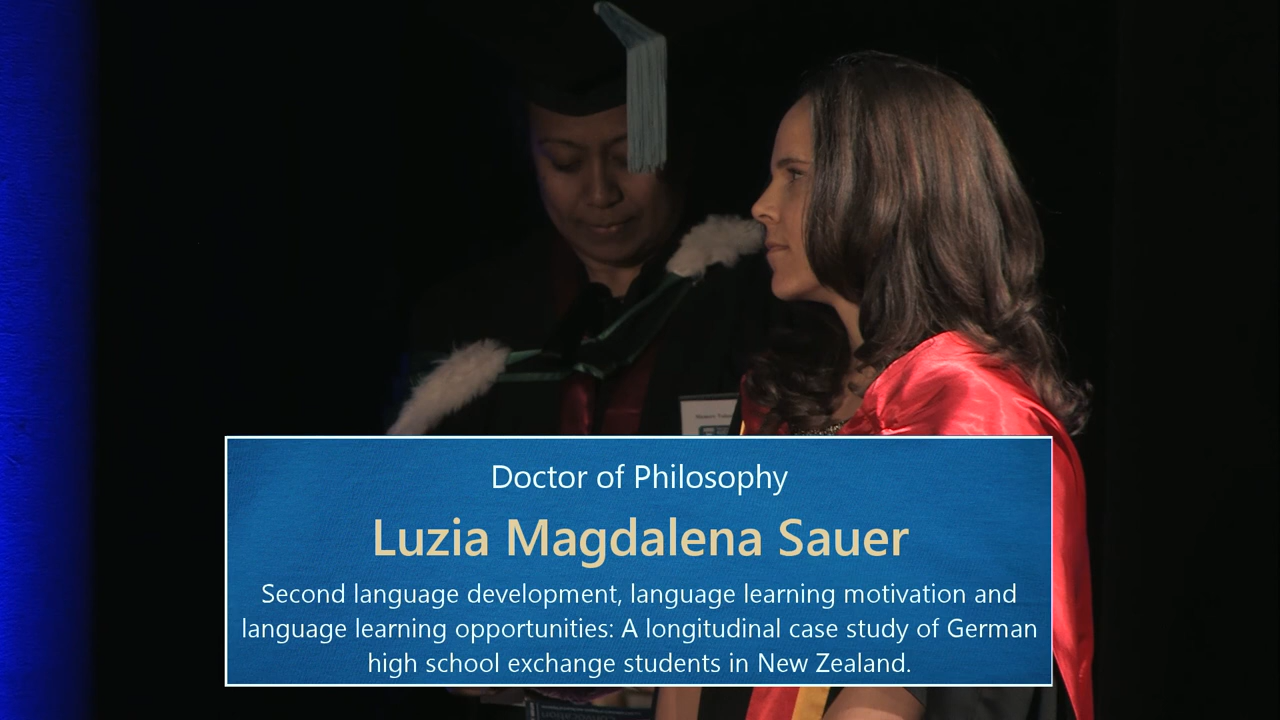 Doctor of Philosophy
Luzia Magdalena Sauer
Second language development, language learning motivation and
language learning opportunities: A longitudinal case study of German
high school exchange students in New Zealand.